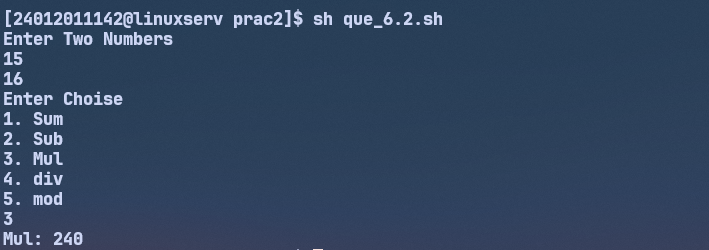 [24012011142@linuxserv prac2]$ sh que_6.2.sh
Enter Two Numbers
15
16
Enter Choise
1. Sum
2. Sub
3. Mul
4. div
5. mod
3
Mul: 240